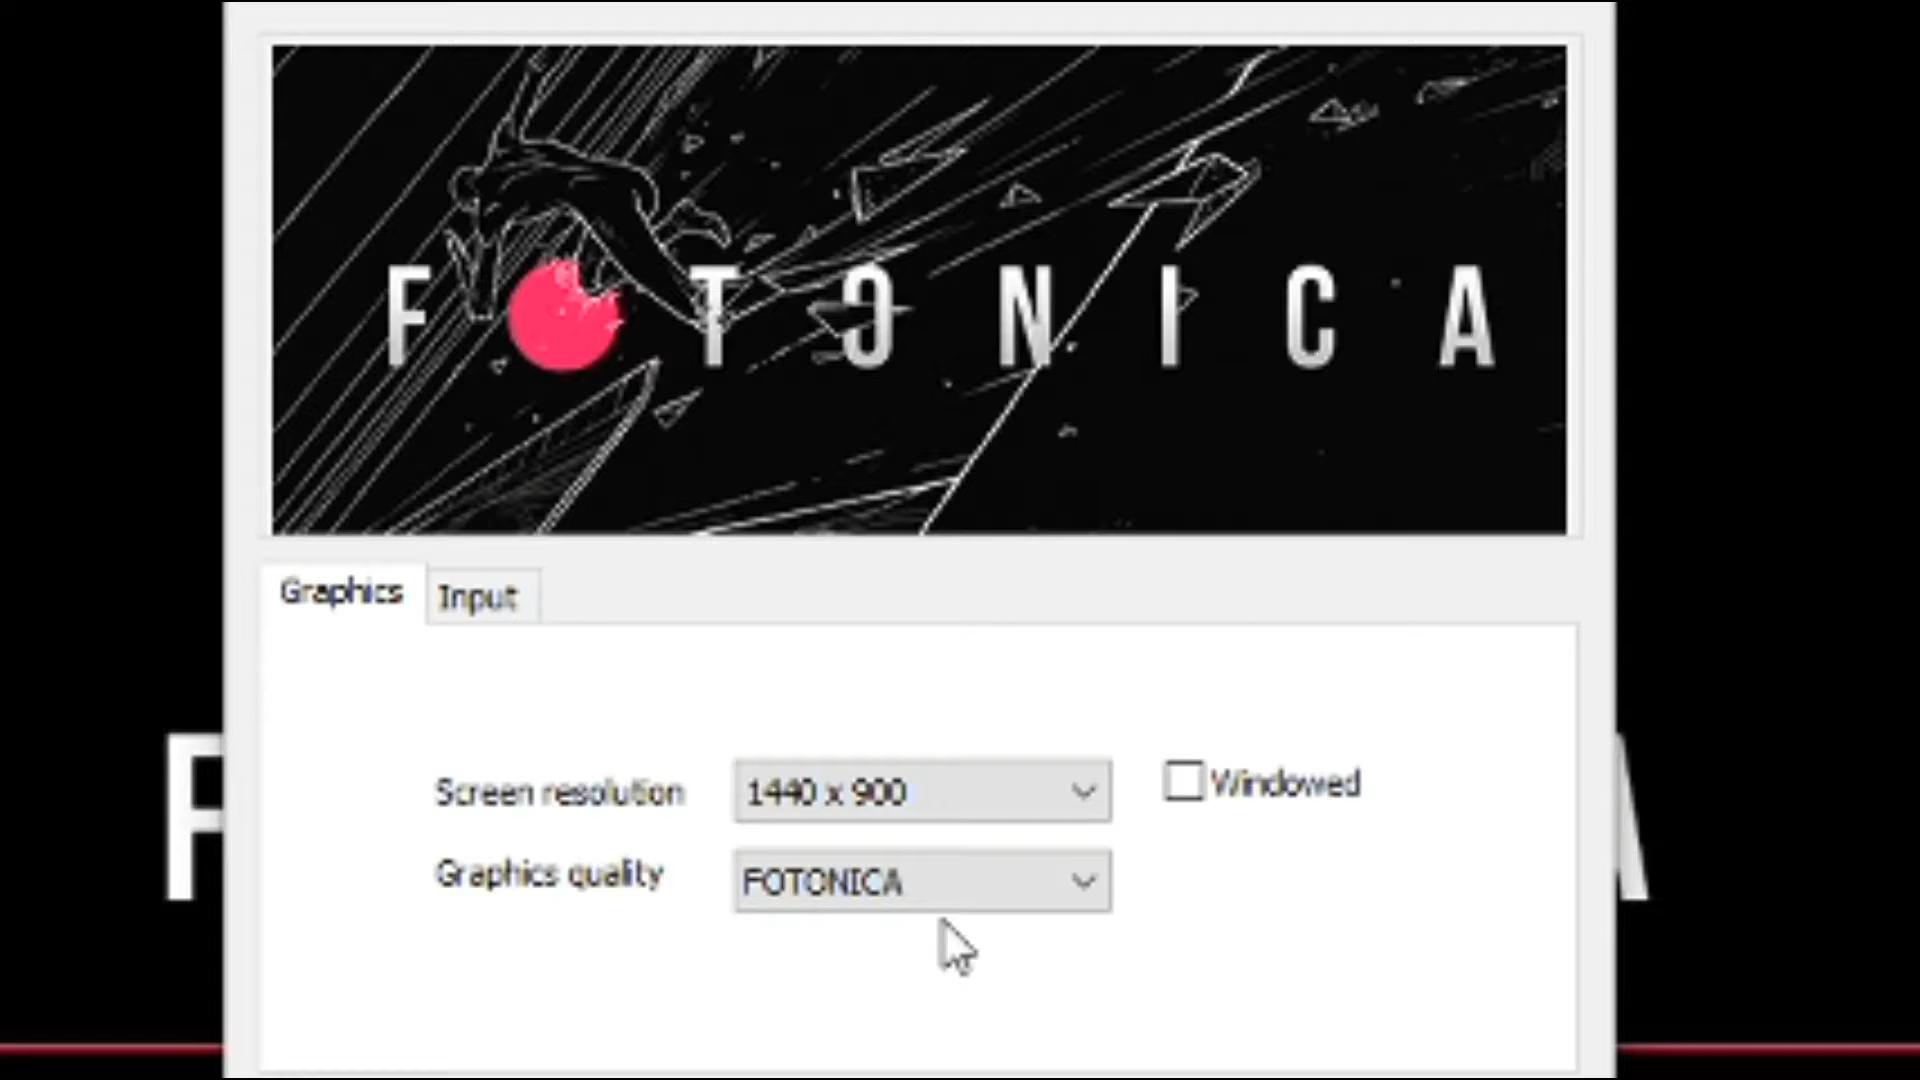 FOTONICA
Graphics
Input
Screen resolution
1440 x 900
Windowed
Graphics quality
FOTONICA
F
A